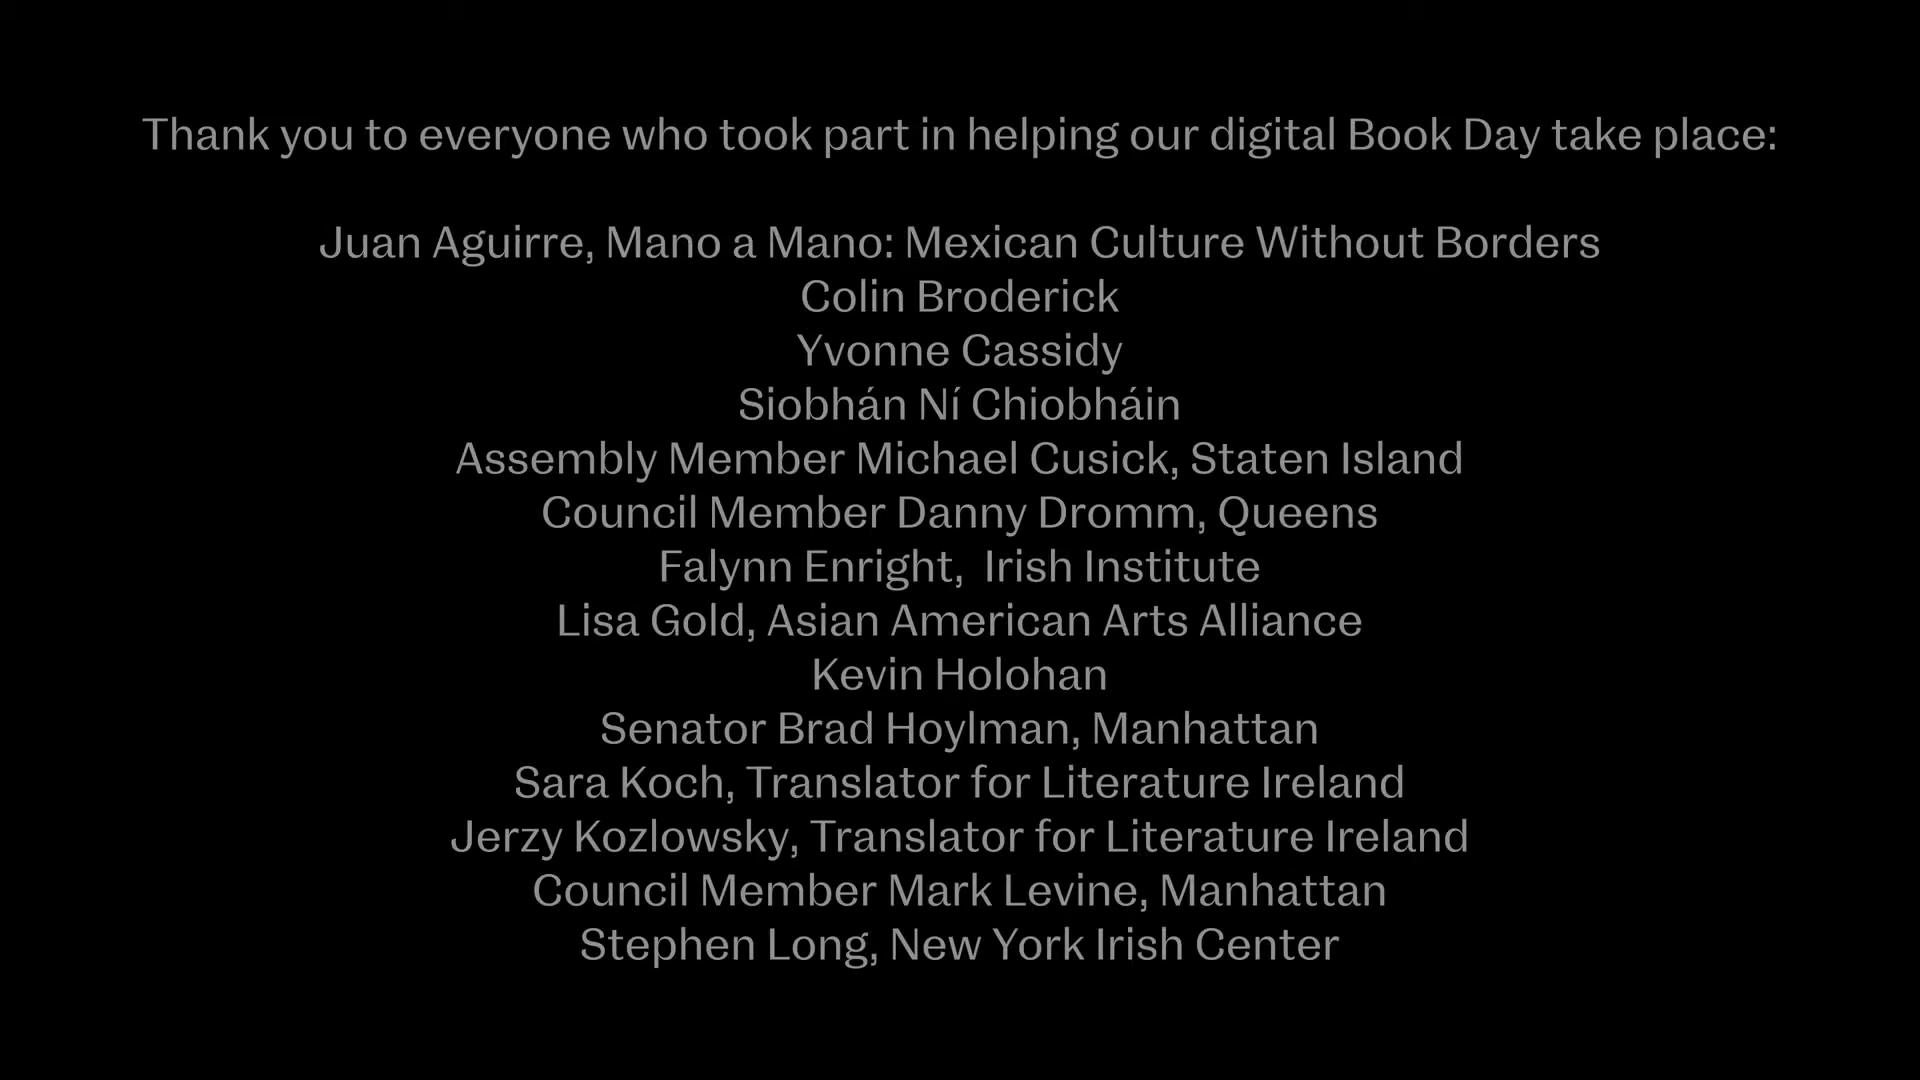 Thank you to everyone who took part in helping our digital Book Day take place:
Juan Aguirre, Mano a Mano: Mexican Culture Without Borders
Colin Broderick
Yvonne Cassidy
Siobhán Ní Chiobháin
Assembly Member Michael Cusick, Staten Island
Council Member Danny Dromm, Queens
Falynn Enright,  Irish Institute
Lisa Gold, Asian American Arts Alliance
Kevin Holohan
Senator Brad Hoylman, Manhattan
Sara Koch, Translator for Literature Ireland
Jerzy Kozlowsky, Translator for Literature Ireland
Council Member Mark Levine, Manhattan
Stephen Long, New York Irish Center